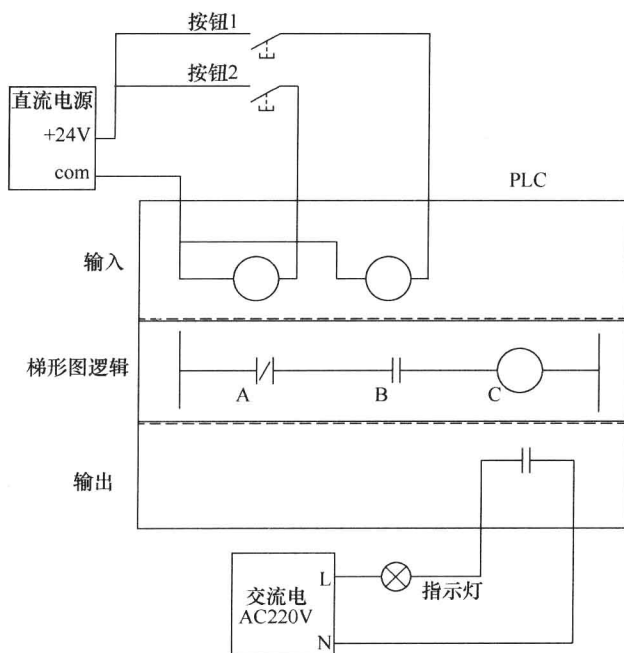 按钮1
按钮2
直流电源
+24V
com
PLC
输入
梯形图逻辑
A
B
C
输出
L
指示灯
交流电
AC220V
N